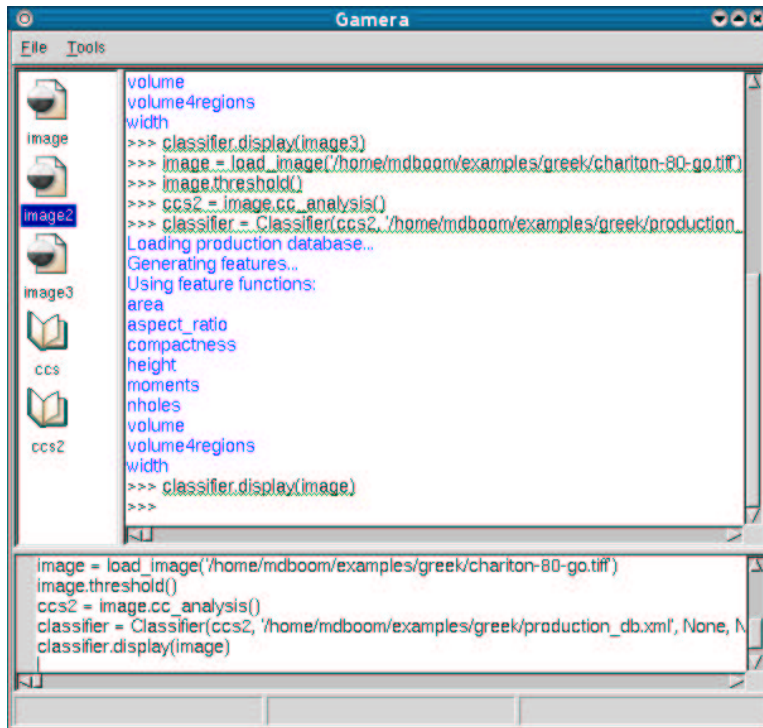 Gamera
File Tools
image
image2
image3
ccs
ccs2
volume
volume4regions
width
>>> classifier.display(image3)
>>> image = load_image('/home/mdboom/examples/greek/chariton-80-go.tiff')
>>> image.threshold()
>>> ccs2 = image.cc_analysis()
>>> classifier = Classifier(ccs2, '/home/mdboom/examples/greek/production_
Loading production database...
Generating features...
Using feature functions:
area
aspect_ratio
compactness
height
moments
nholes
volume
volume4regions
width
>>> classifier.display(image)
>>>
image = load_image('/home/mdboom/examples/greek/chariton-80-go.tiff')
image.threshold()
ccs2 = image.cc_analysis()
classifier = Classifier(ccs2, '/home/mdboom/examples/greek/production_db.xml', None, N
classifier.display(image)